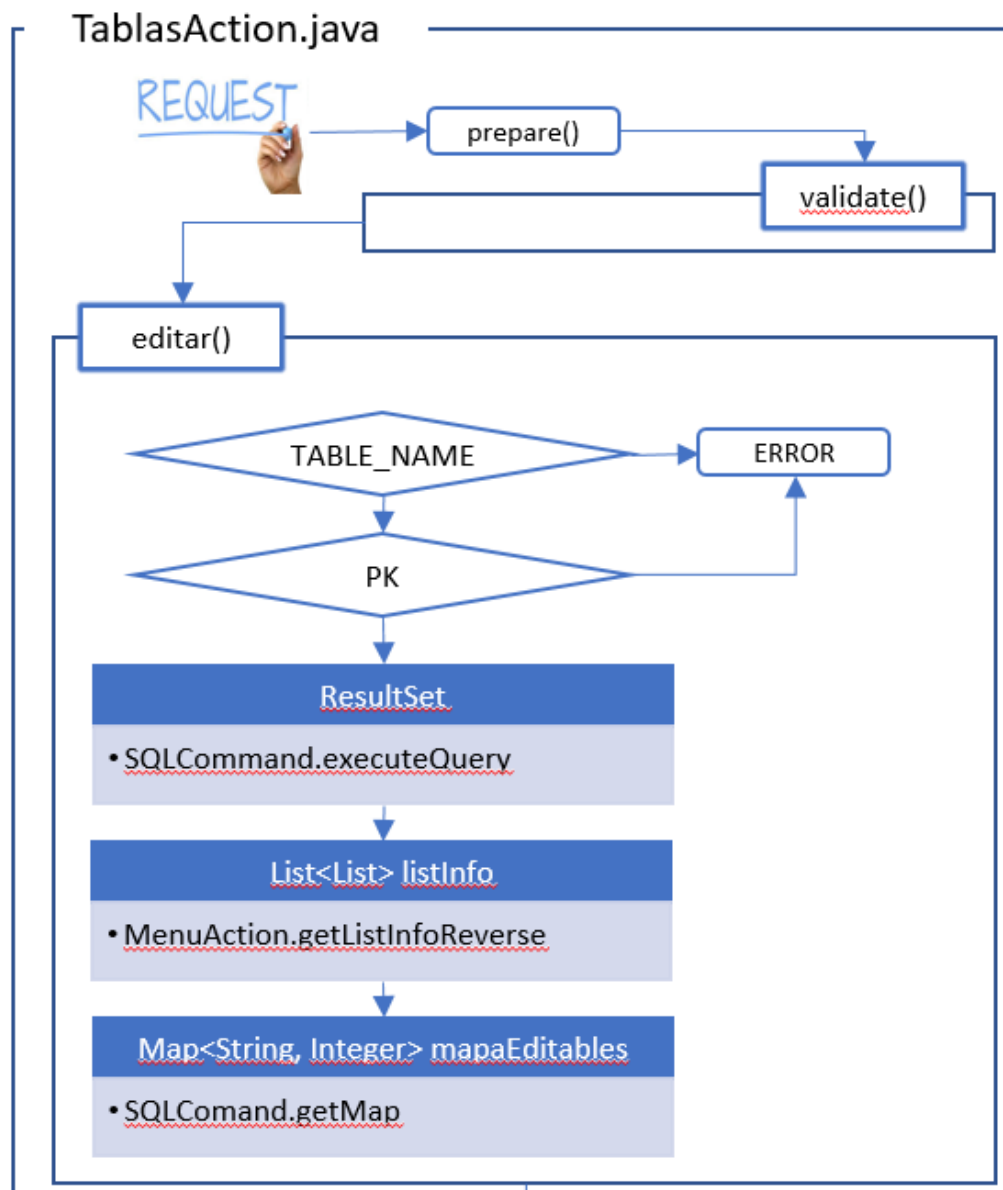 TablasAction.java
REQUEST
prepare()
validate()
editar()
TABLE_NAME
ERROR
PK
ResultSet
• SQLCommand.executeQuery
List<List> listInfo
• MenuAction.getListInfoReverse
Map<String, Integer> mapaEditables
• SQLComand.getMap